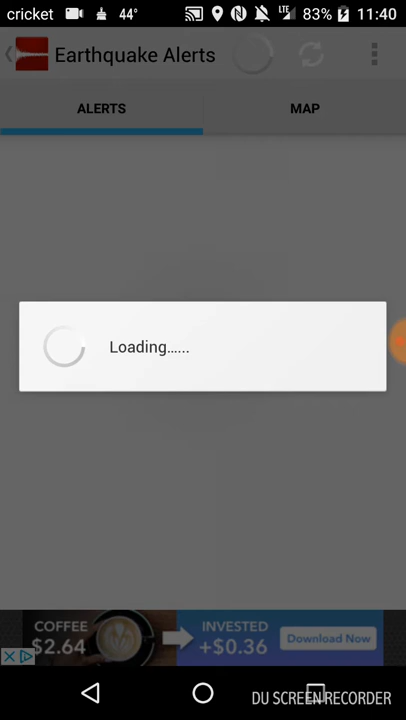 cricket 44° LTE 83% 11:40
Earthquake Alerts
ALERTS MAP
Loading......
COFFEE INVESTED
$2.64 +$0.36 Download Now
DU SCREEN RECORDER